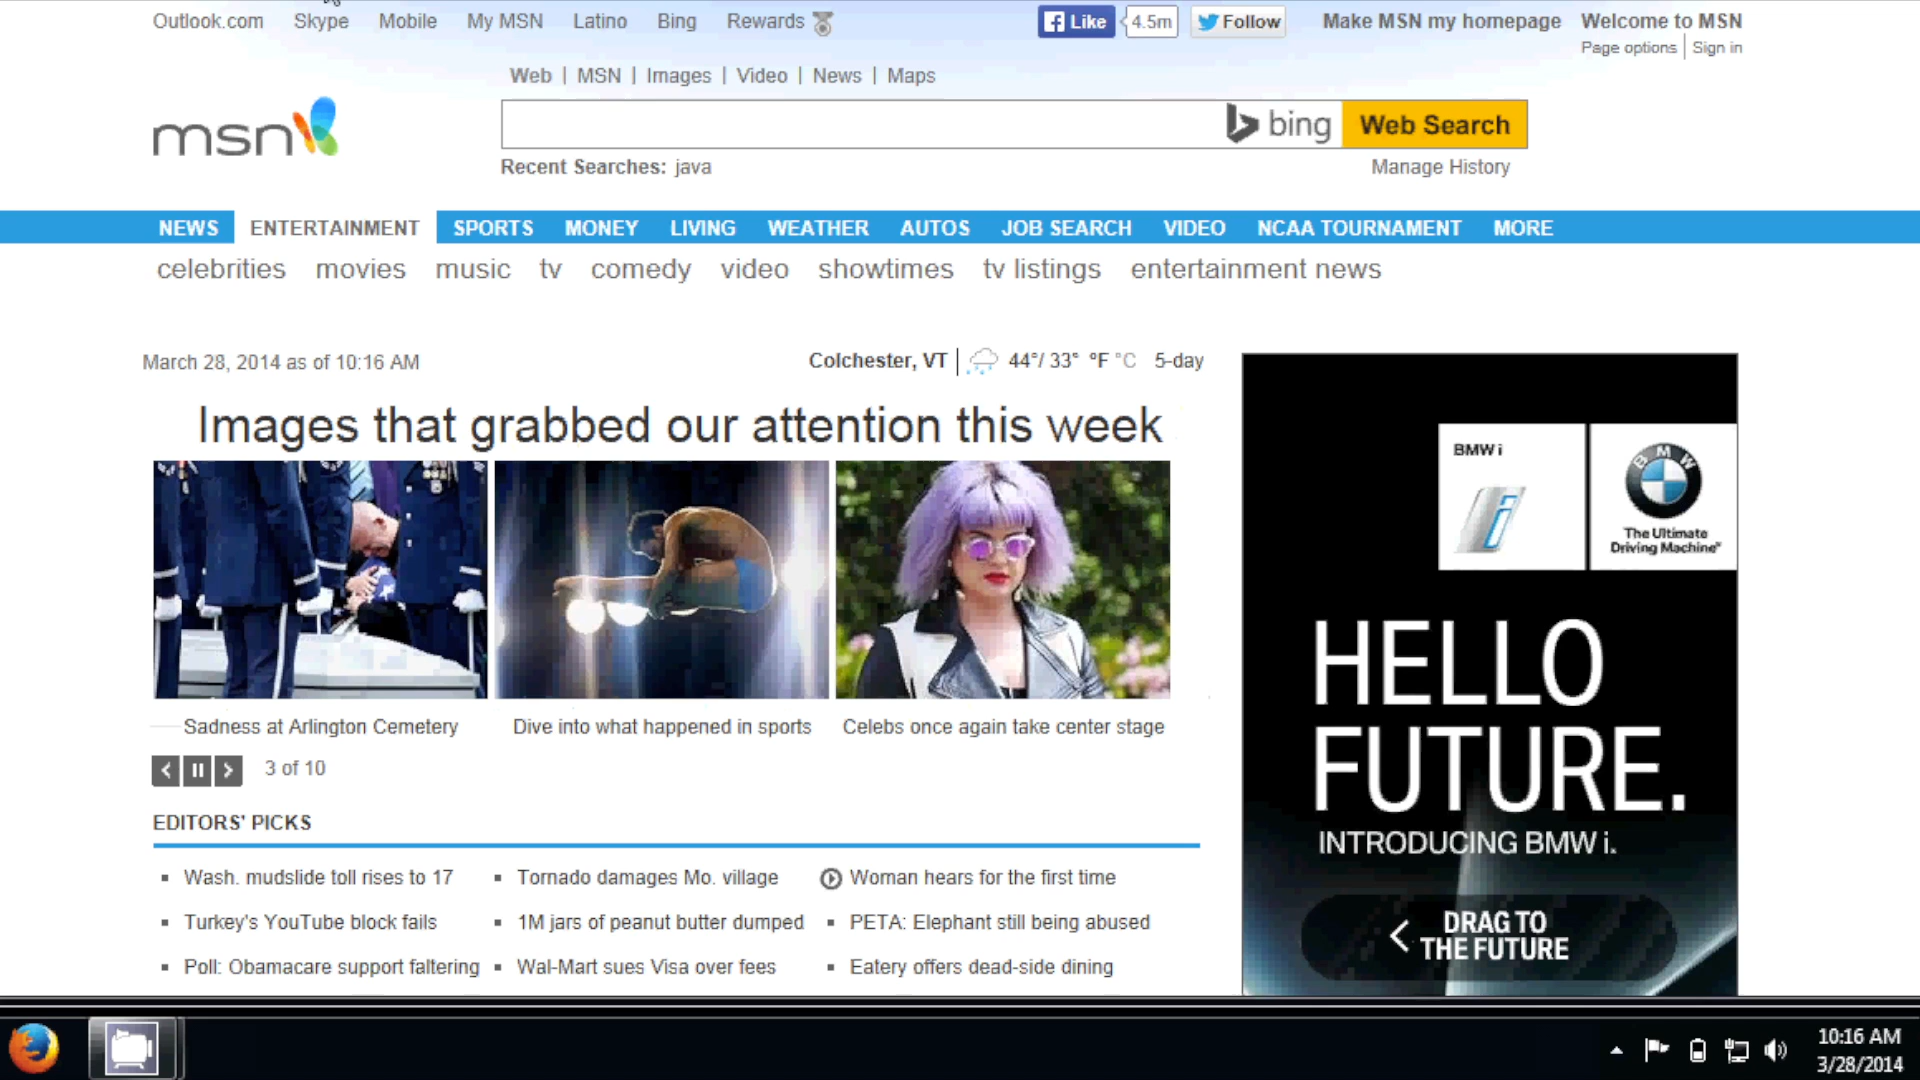 Outlook.com Skype Mobile My MSN Latino Bing Rewards Like 4.5m Follow Make MSN my homepage Welcome to MSN
Page options | Sign in
Web | MSN | Images | Video | News | Maps
msn
bing Web Search
Recent Searches: java Manage History
NEWS ENTERTAINMENT SPORTS MONEY LIVING WEATHER AUTOS JOB SEARCH VIDEO NCAA TOURNAMENT MORE
celebrities movies music tv comedy video showtimes tv listings entertainment news
March 28, 2014 as of 10:16 AM Colchester, VT | 44°/ 33° °F °C 5-day
Images that grabbed our attention this week
Sadness at Arlington Cemetery Dive into what happened in sports Celebs once again take center stage
3 of 10
EDITORS' PICKS
Wash. mudslide toll rises to 17 Tornado damages Mo. village Woman hears for the first time
Turkey's YouTube block fails 1M jars of peanut butter dumped PETA: Elephant still being abused
Poll: Obamacare support faltering Wal-Mart sues Visa over fees Eatery offers dead-side dining
BMW i
i
BMW
The Ultimate
Driving Machine®
HELLO
FUTURE.
INTRODUCING BMW i.
DRAG TO
THE FUTURE
10:16 AM
3/28/2014